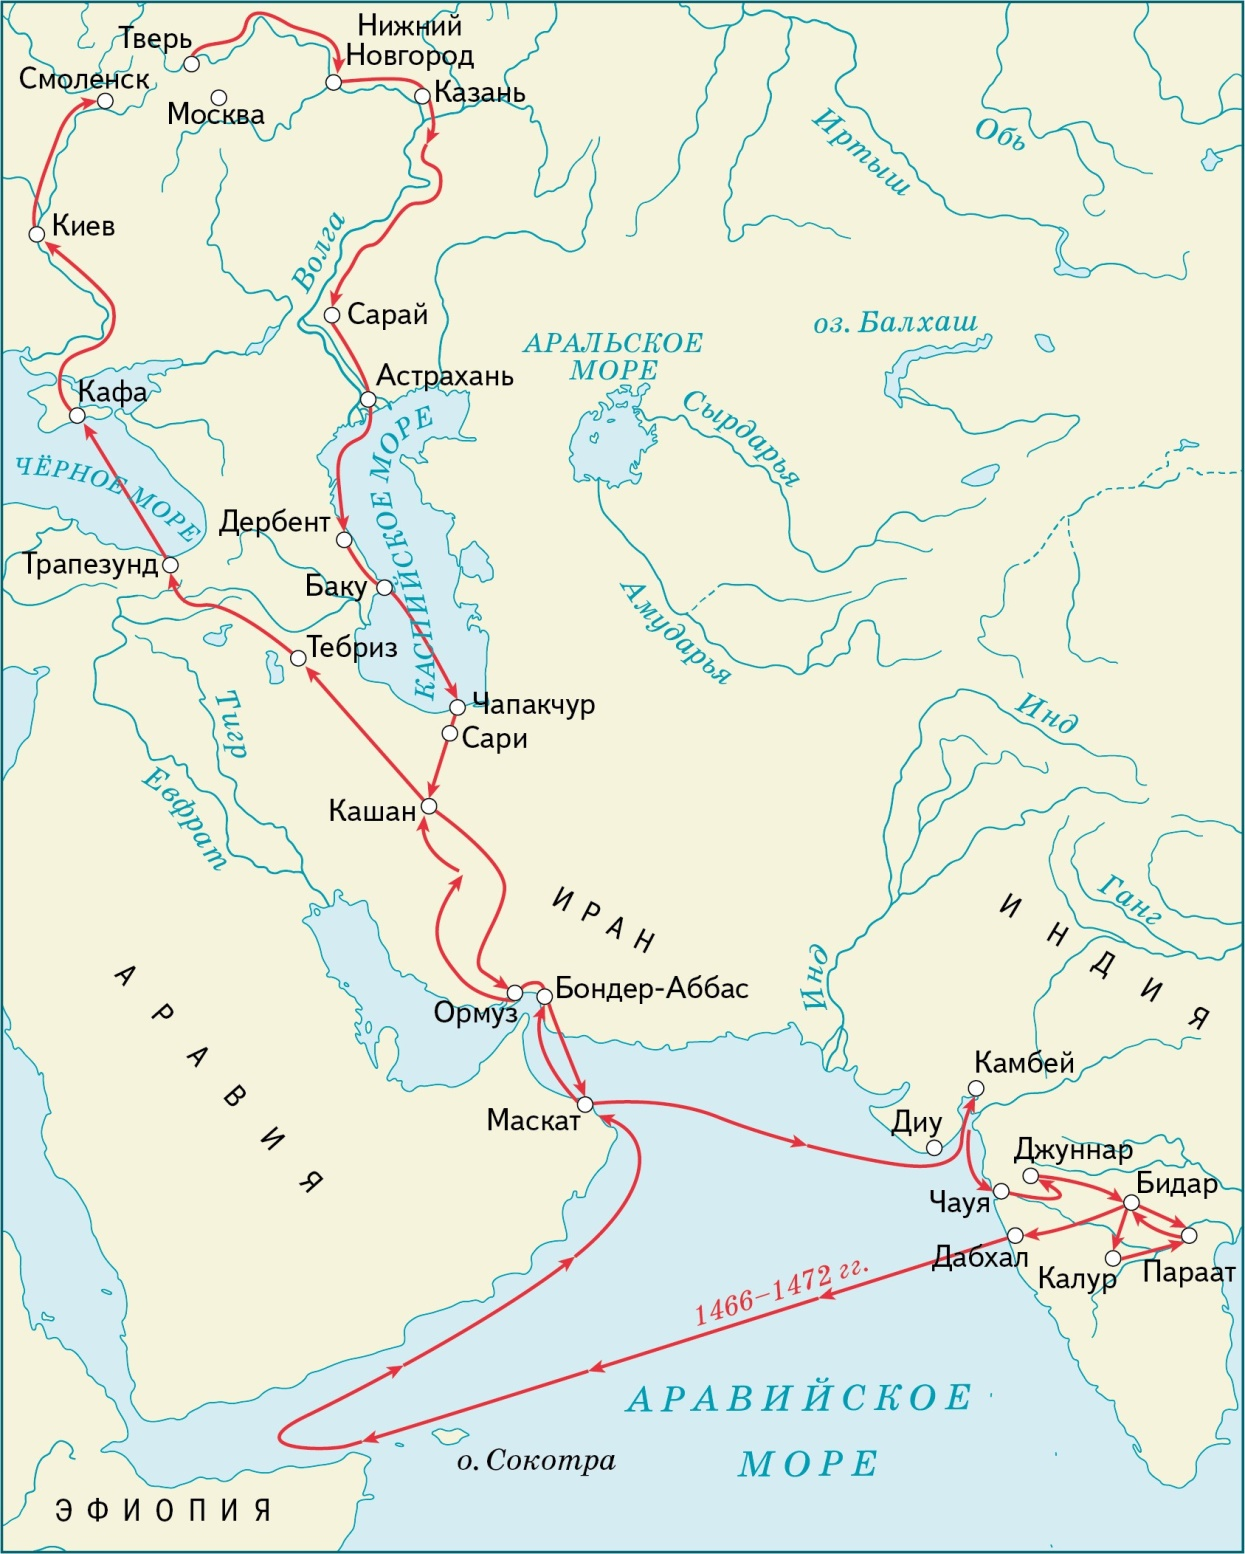 Тверь
Нижний
Новгород
Смоленск
Москва
Казань
Иртыш
Обь
Киев
Волга
Сарай
оз. Балхаш
АРАЛЬСКОЕ
МОРЕ
Астрахань
Кафа
Сырдарья
КАСПИЙСКОЕ МОРЕ
ЧЁРНОЕ МОРЕ
Дербент
Трапезунд
Баку
Амударья
Тебриз
Тигр
Чапакчур
Инд
Сари
Евфрат
Кашан
ИРАН
ИНДИЯ
Ганг
АРАВИЯ
Инд
Бондер-Аббас
Ормуз
Камбей
Маскат
Диу
Джуннар
Бидар
Чауя
Дабхал
Калур
Параат
1466–1472 гг.
АРАВИЙСКОЕ
МОРЕ
о. Сокотра
ЭФИОПИЯ